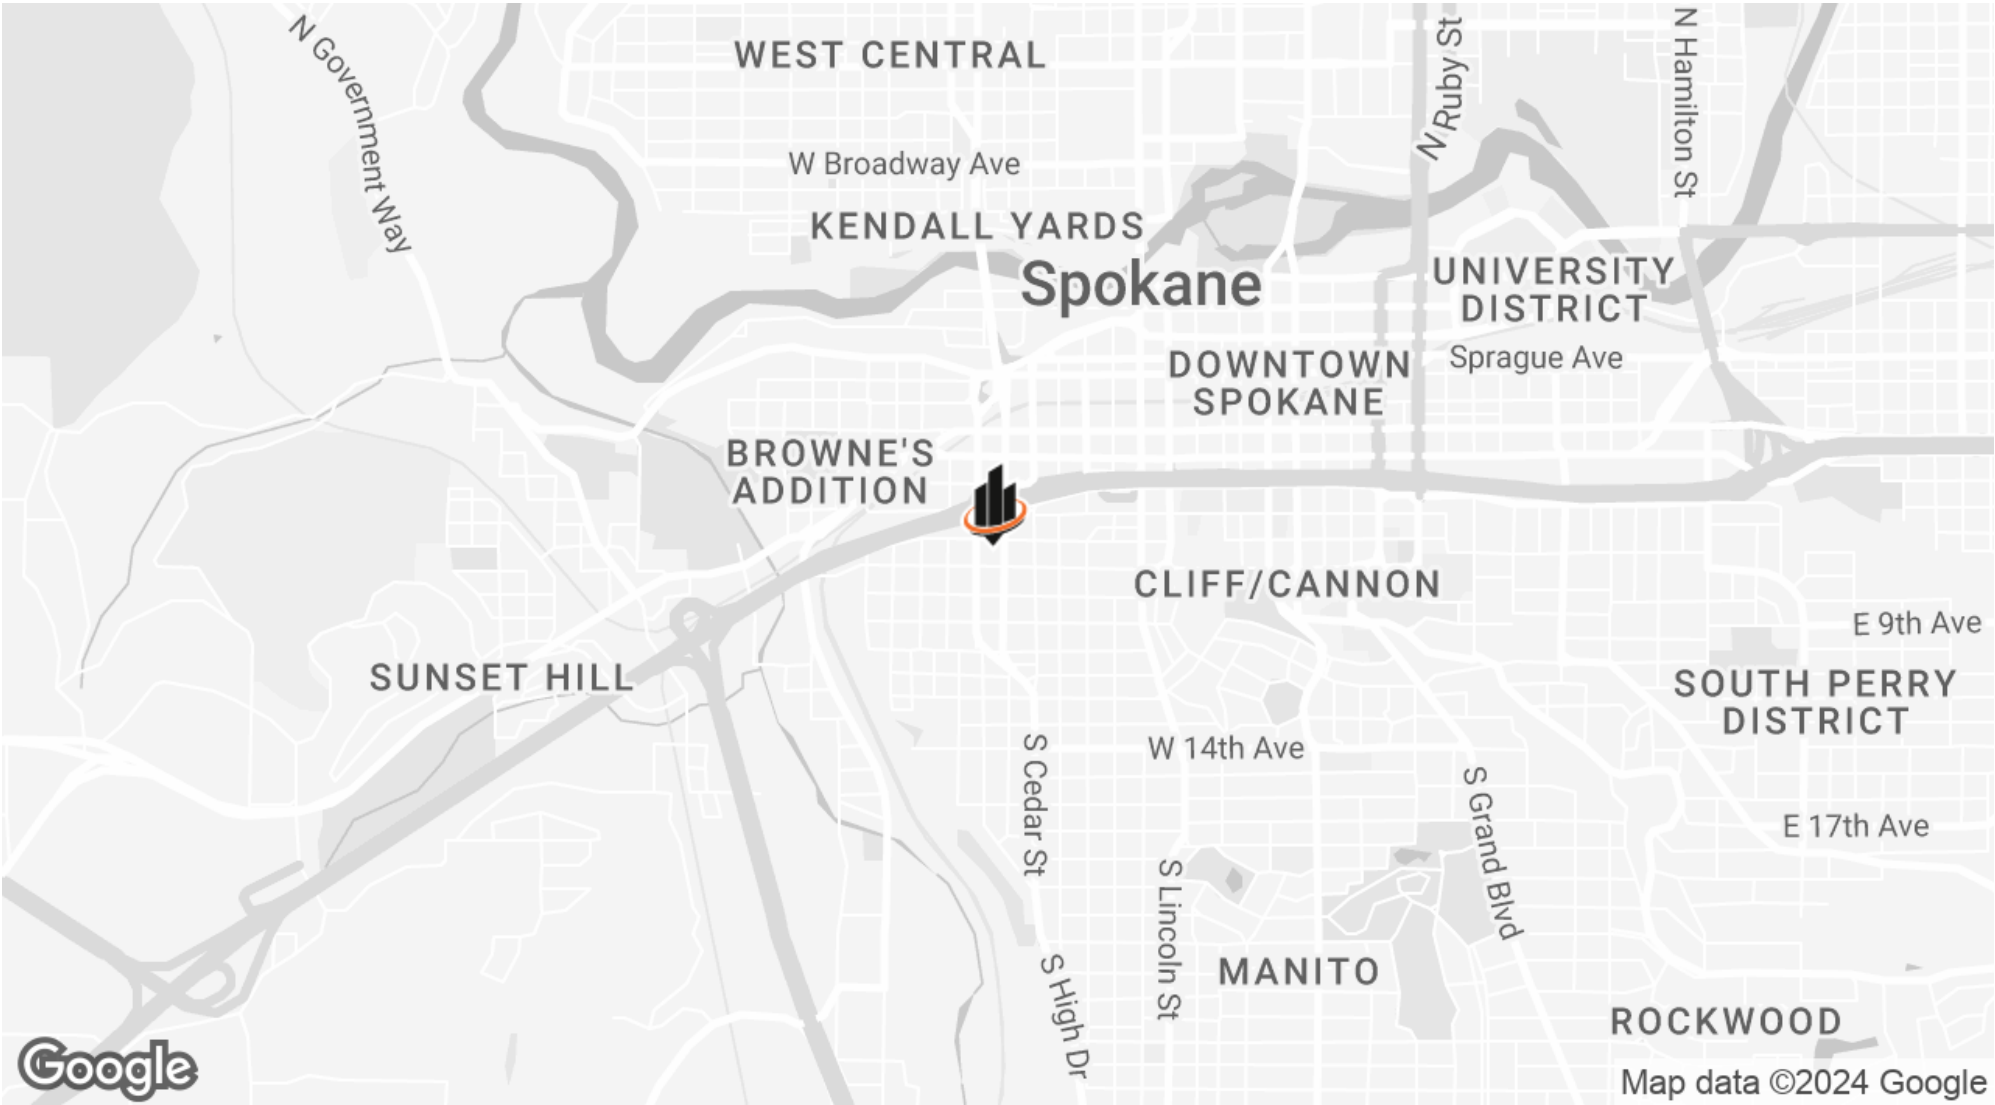 N Government Way
WEST CENTRAL
N Ruby St
N Hamilton St
W Broadway Ave
KENDALL YARDS
Spokane
UNIVERSITY
DISTRICT
DOWNTOWN
SPOKANE
Sprague Ave
BROWNE'S
ADDITION
CLIFF/CANNON
E 9th Ave
SUNSET HILL
SOUTH PERRY
DISTRICT
W 14th Ave
S Cedar St
S Grand Blvd
E 17th Ave
S Lincoln St
S High Dr
MANITO
ROCKWOOD
Google
Map data ©2024 Google